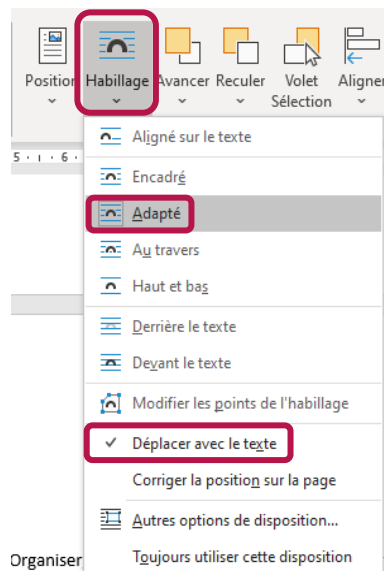 Position Habillage Avancer Reculer Volet Aligner
Sélection
5 · ı · 6 ·
Aligné sur le texte
Encadré
Adapté
Au travers
Haut et bas
Derrière le texte
Devant le texte
Modifier les points de l'habillage
Déplacer avec le texte
Corriger la position sur la page
Autres options de disposition...
Organiser
Toujours utiliser cette disposition